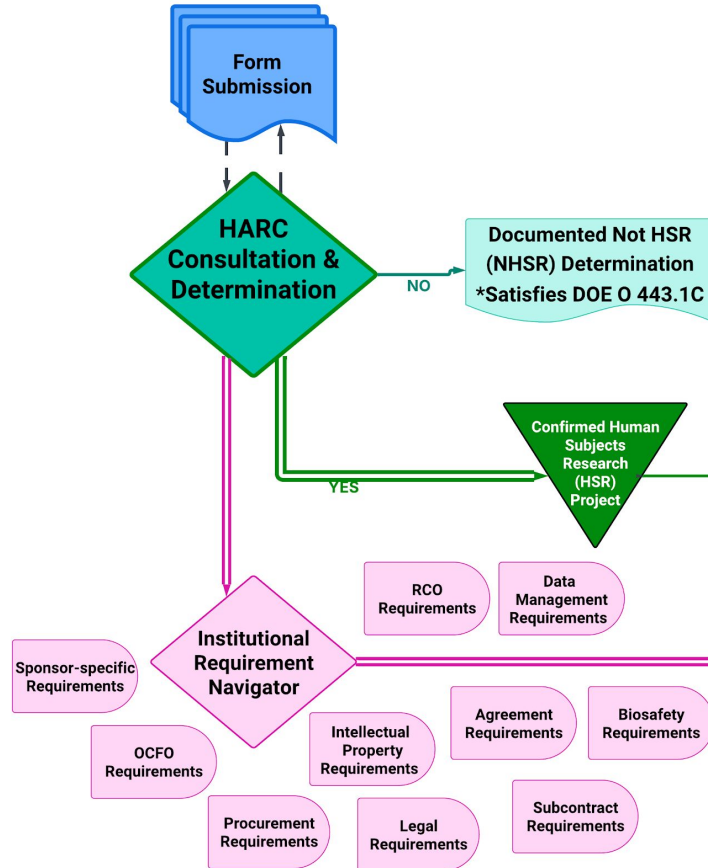 Form
Submission
HARC
Consultation &
Determination
NO
Documented Not HSR
(NHSR) Determination
*Satisfies DOE O 443.1C
YES
Confirmed Human
Subjects
Research
(HSR)
Project
RCO
Requirements
Data
Management
Requirements
Institutional
Requirement
Navigator
Sponsor-specific
Requirements
OCFO
Requirements
Intellectual
Property
Requirements
Agreement
Requirements
Biosafety
Requirements
Procurement
Requirements
Legal
Requirements
Subcontract
Requirements